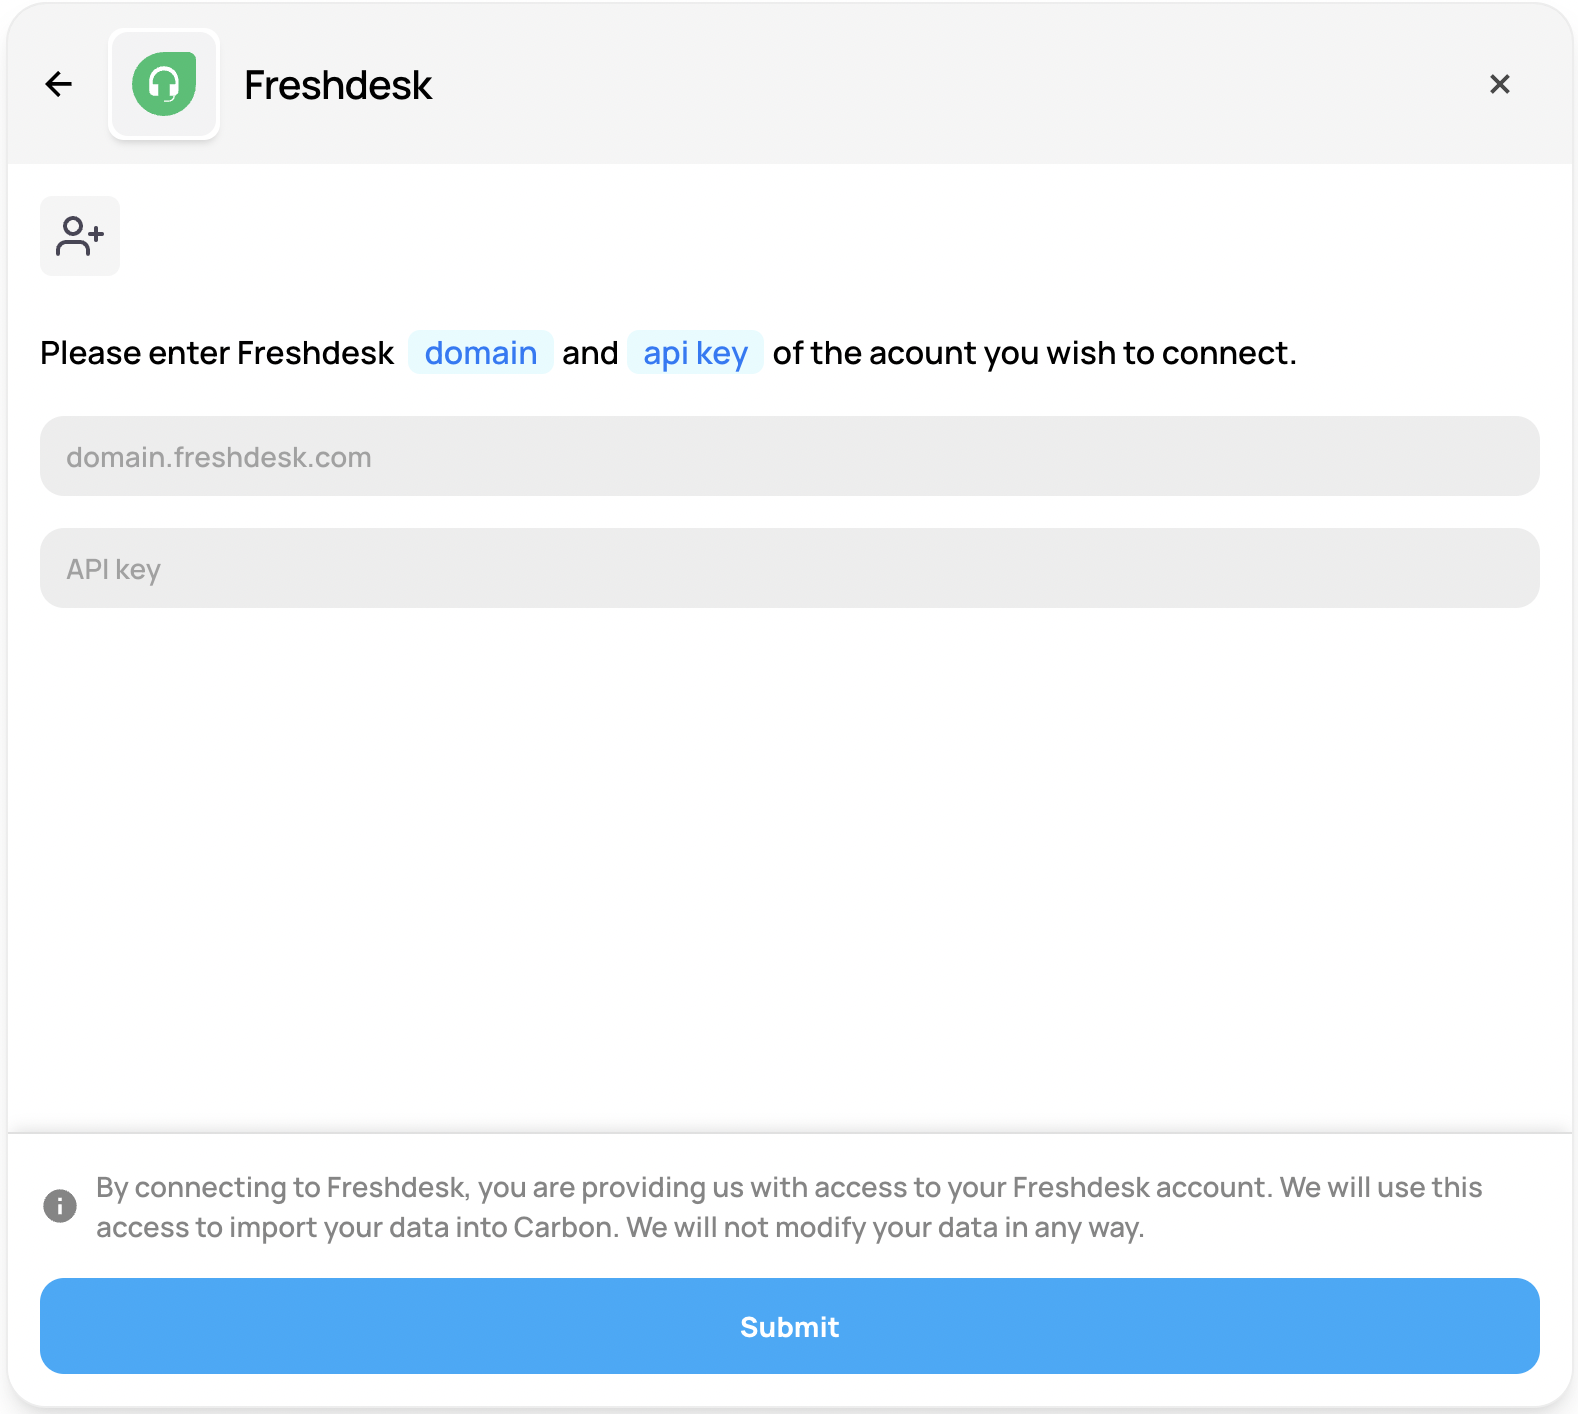 Freshdesk
Please enter Freshdesk domain and api key of the acount you wish to connect.
domain.freshdesk.com
API key
By connecting to Freshdesk, you are providing us with access to your Freshdesk account. We will use this
access to import your data into Carbon. We will not modify your data in any way.
Submit